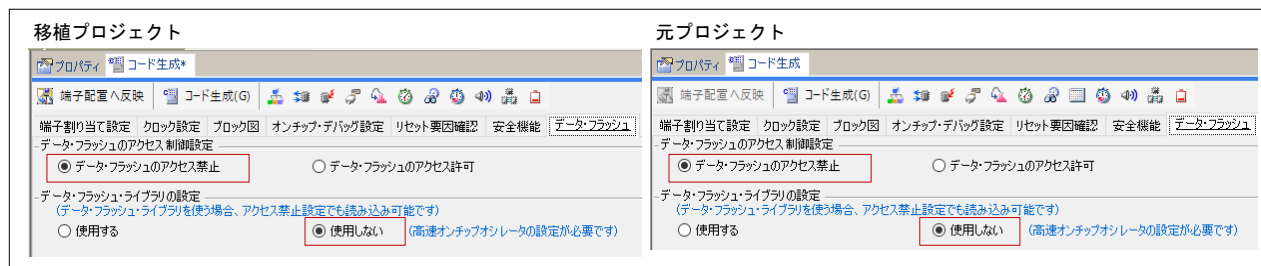 移植プロジェクト
プロパティ コード生成*
端子配置へ反映 コード生成(G)
端子割り当て設定 クロック設定 ブロック図 オンチップ・デバッグ設定 リセット要因確認 安全機能 データ・フラッシュ
データ・フラッシュのアクセス制御設定
データ・フラッシュのアクセス禁止 データ・フラッシュのアクセス許可
データ・フラッシュ・ライブラリの設定
(データ・フラッシュ・ライブラリを使う場合、アクセス禁止設定でも読み込み可能です)
使用する 使用しない (高速オンチップオシレータの設定が必要です)
元プロジェクト
プロパティ コード生成
端子配置へ反映 コード生成(G)
端子割り当て設定 クロック設定 ブロック図 オンチップ・デバッグ設定 リセット要因確認 安全機能 データ・フラッシュ
データ・フラッシュのアクセス制御設定
データ・フラッシュのアクセス禁止 データ・フラッシュのアクセス許可
データ・フラッシュ・ライブラリの設定
(データ・フラッシュ・ライブラリを使う場合、アクセス禁止設定でも読み込み可能です)
使用する 使用しない (高速オンチップオシレータの設定が必要です)